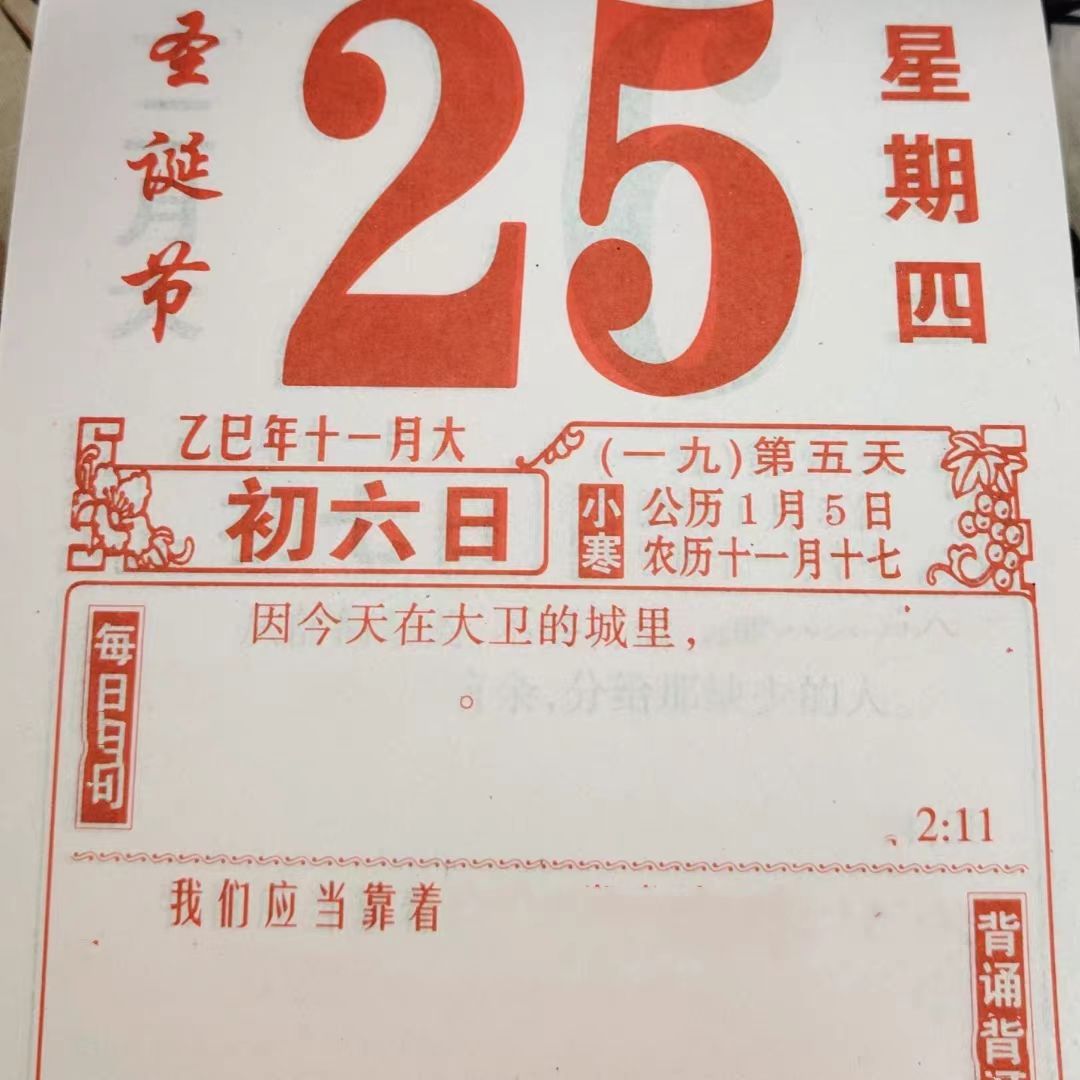 圣诞节
25
星期四
乙巳年十一月大
初六日
(一九)第五天
小寒
公历1月5日
农历十一月十七
每日
因今天在大卫的城里，
。
2:11
我们应当靠着
背诵背